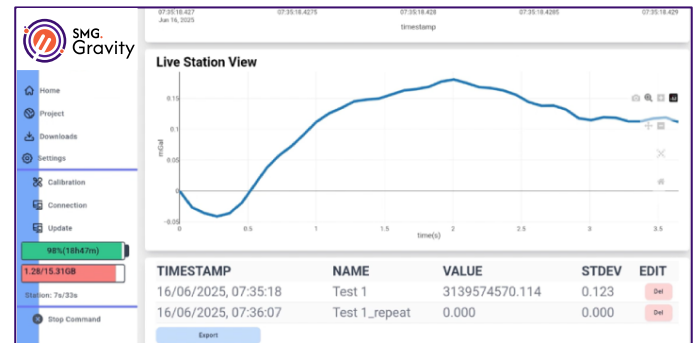 07:35:18.427 07:35:18.4275 07:35:18.428 07:35:18.4285 07:35:18.429
Jun 16, 2025
timestamp
SMG.
Gravity
Home
Project
Downloads
Settings
Calibration
Connection
Update
98%(18h47m)
1.28/15.31GB
Station: 7s/33s
Stop Command
Live Station View
0.15
0.1
0.05
0
−0.05
mGal
0 0.5 1 1.5 2 2.5 3 3.5
time(s)
TIMESTAMP NAME VALUE STDEV EDIT
16/06/2025, 07:35:18 Test 1 3139574570.114 0.123 Del
16/06/2025, 07:36:07 Test 1_repeat 0.000 0.000 Del
Export